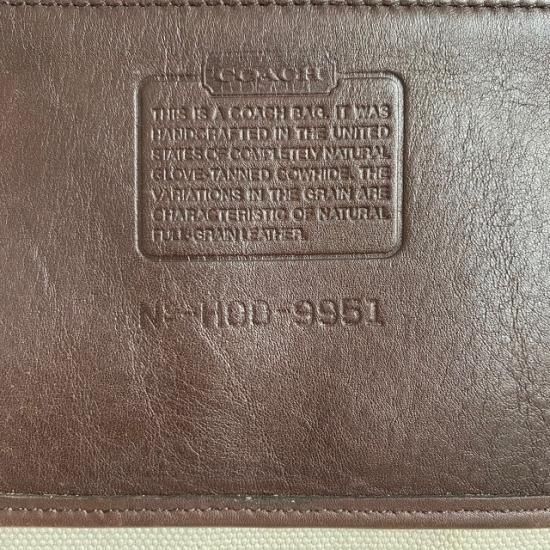 COACH
THIS IS A COACH BAG. IT WAS
HANDCRAFTED IN THE UNITED
STATES OF COMPLETELY NATURAL
GLOVE-TANNED COWHIDE. THE
VARIATIONS IN THE GRAIN ARE
CHARACTERISTIC OF NATURAL
FULL-GRAIN LEATHER.
Nº-HOD-9951